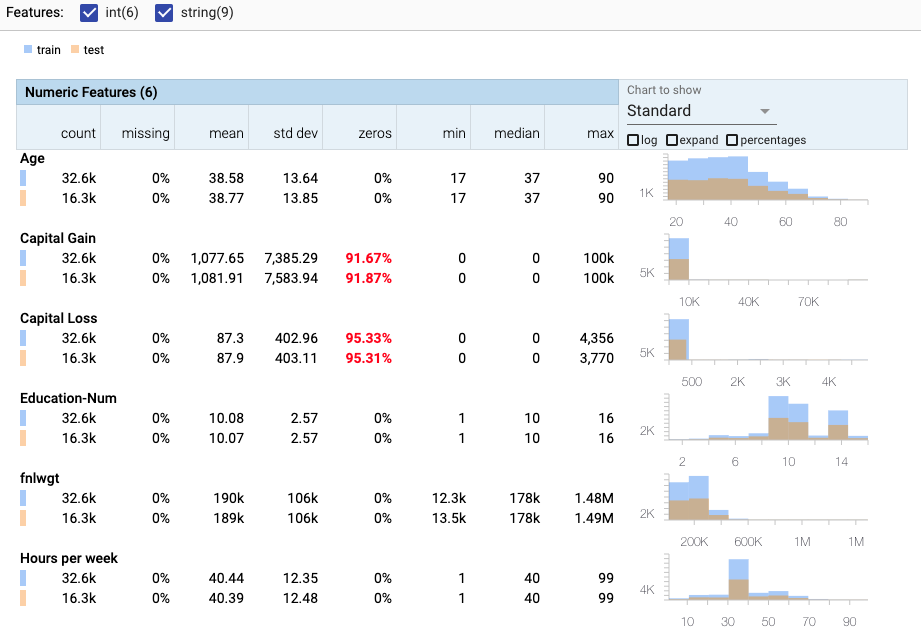 Features: int(6) string(9)
train test
Numeric Features (6) Chart to show
Standard
count missing mean std dev zeros min median max
log expand percentages
Age
32.6k 0% 38.58 13.64 0% 17 37 90
16.3k 0% 38.77 13.85 0% 17 37 90
1K
20 40 60 80
Capital Gain
32.6k 0% 1,077.65 7,385.29 91.67% 0 0 100k
16.3k 0% 1,081.91 7,583.94 91.87% 0 0 100k
5K
10K 40K 70K
Capital Loss
32.6k 0% 87.3 402.96 95.33% 0 0 4,356
16.3k 0% 87.9 403.11 95.31% 0 0 3,770
5K
500 2K 3K 4K
Education-Num
32.6k 0% 10.08 2.57 0% 1 10 16
16.3k 0% 10.07 2.57 0% 1 10 16
2K
2 6 10 14
fnlwgt
32.6k 0% 190k 106k 0% 12.3k 178k 1.48M
16.3k 0% 189k 106k 0% 13.5k 178k 1.49M
2K
200K 600K 1M 1M
Hours per week
32.6k 0% 40.44 12.35 0% 1 40 99
16.3k 0% 40.39 12.48 0% 1 40 99
4K
10 30 50 70 90